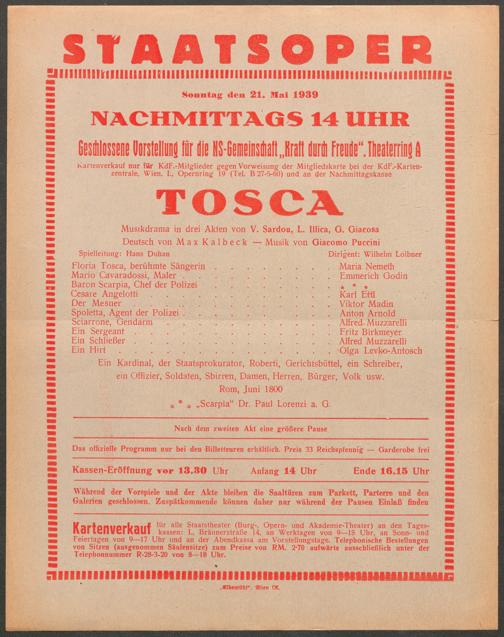 STAATSOPER
Sonntag den 21. Mai 1939
NACHMITTAGS 14 UHR
Geschlossene Vorstellung für die NS-Gemeinschaft „Kraft durch Freude“. Theaterring A
Kartenverkauf nur für KdF.-Mitglieder gegen Vorweisung der Mitgliedskarte bei der KdF.-Karten-
zentrale, Wien, I., Opernring 19 (Tel. B 27-5-60) und an der Nachmittagskasse
TOSCA
Musikdrama in drei Akten von V. Sardou, L. Illica, G. Giacosa
Deutsch von Max Kalbeck — Musik von Giacomo Puccini
Spielleitung: Hans Duhan Dirigent: Wilhelm Loibner
Floria Tosca, berühmte Sängerin . . . . . . . . . . Maria Nemeth
Mario Cavaradossi, Maler . . . . . . . . . . Emmerich Godin
Baron Scarpia, Chef der Polizei . . . . . . . . . . * * *
Cesare Angelotti . . . . . . . . . . Karl Ettl
Der Mesner . . . . . . . . . . Viktor Madin
Spoletta, Agent der Polizei . . . . . . . . . . Anton Arnold
Sciarrone, Gendarm . . . . . . . . . . Alfred Muzzarelli
Ein Sergeant . . . . . . . . . . Fritz Birkmeyer
Ein Schließer . . . . . . . . . . Alfred Muzzarelli
Ein Hirt . . . . . . . . . . Olga Levko-Antosch
Ein Kardinal, der Staatsprokurator, Roberti, Gerichtsbüttel, ein Schreiber,
ein Offizier, Soldaten, Sbirren, Damen, Herren, Bürger, Volk usw.
Rom, Juni 1800
*** „Scarpia“ Dr. Paul Lorenzi a. G.
Nach dem zweiten Akt eine größere Pause
Das offizielle Programm nur bei den Billetteuren erhältlich. Preis 33 Reichspfennig — Garderobe frei
Kassen-Eröffnung vor 13.30 Uhr Anfang 14 Uhr Ende 16.15 Uhr
Während der Vorspiele und der Akte bleiben die Saaltüren zum Parkett, Parterre und den
Galerien geschlossen. Zuspätkommende können daher nur während der Pausen Einlaß finden
Kartenverkauf für alle Staatstheater (Burg-, Opern- und Akademie-Theater) an den Tages-
kassen: I., Bräunerstraße 14, an Werktagen von 9—18 Uhr, an Sonn- und
Feiertagen von 9—17 Uhr und an der Abendkassa am Vorstellungstage. Telephonische Bestellungen
von Sitzen (ausgenommen Säulensitze) zum Preise von RM. 2·70 aufwärts ausschließlich unter der
Telephonnummer R-28-3-20 von 8—18 Uhr.
„Elbemühl“, Wien IX.